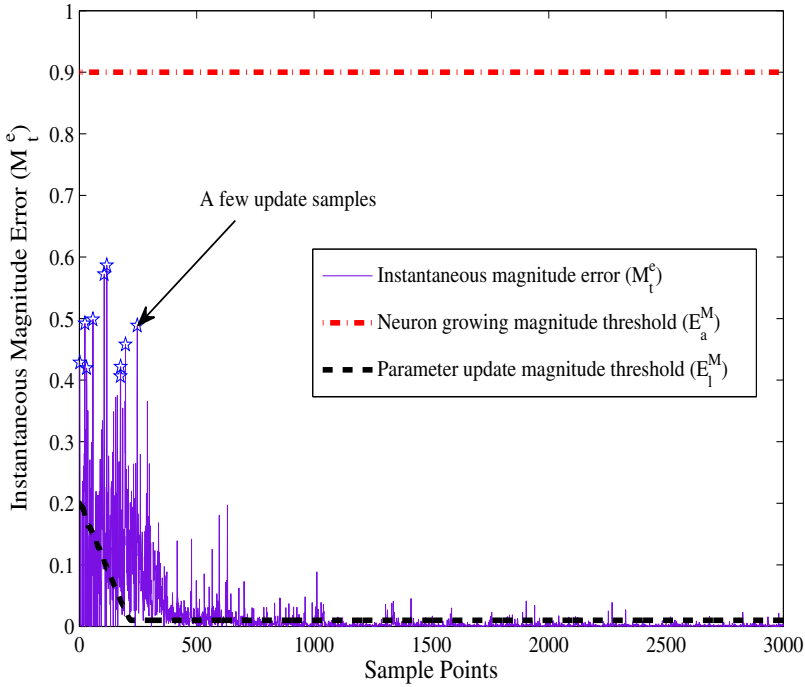 1
0.9
0.8
0.7
0.6
0.5
0.4
0.3
0.2
0.1
0
Instantaneous Magnitude Error (M_t^e)
A few update samples
Instantaneous magnitude error (M_t^e)
Neuron growing magnitude threshold (E_a^M)
Parameter update magnitude threshold (E_l^M)
0 500 1000 1500 2000 2500 3000
Sample Points